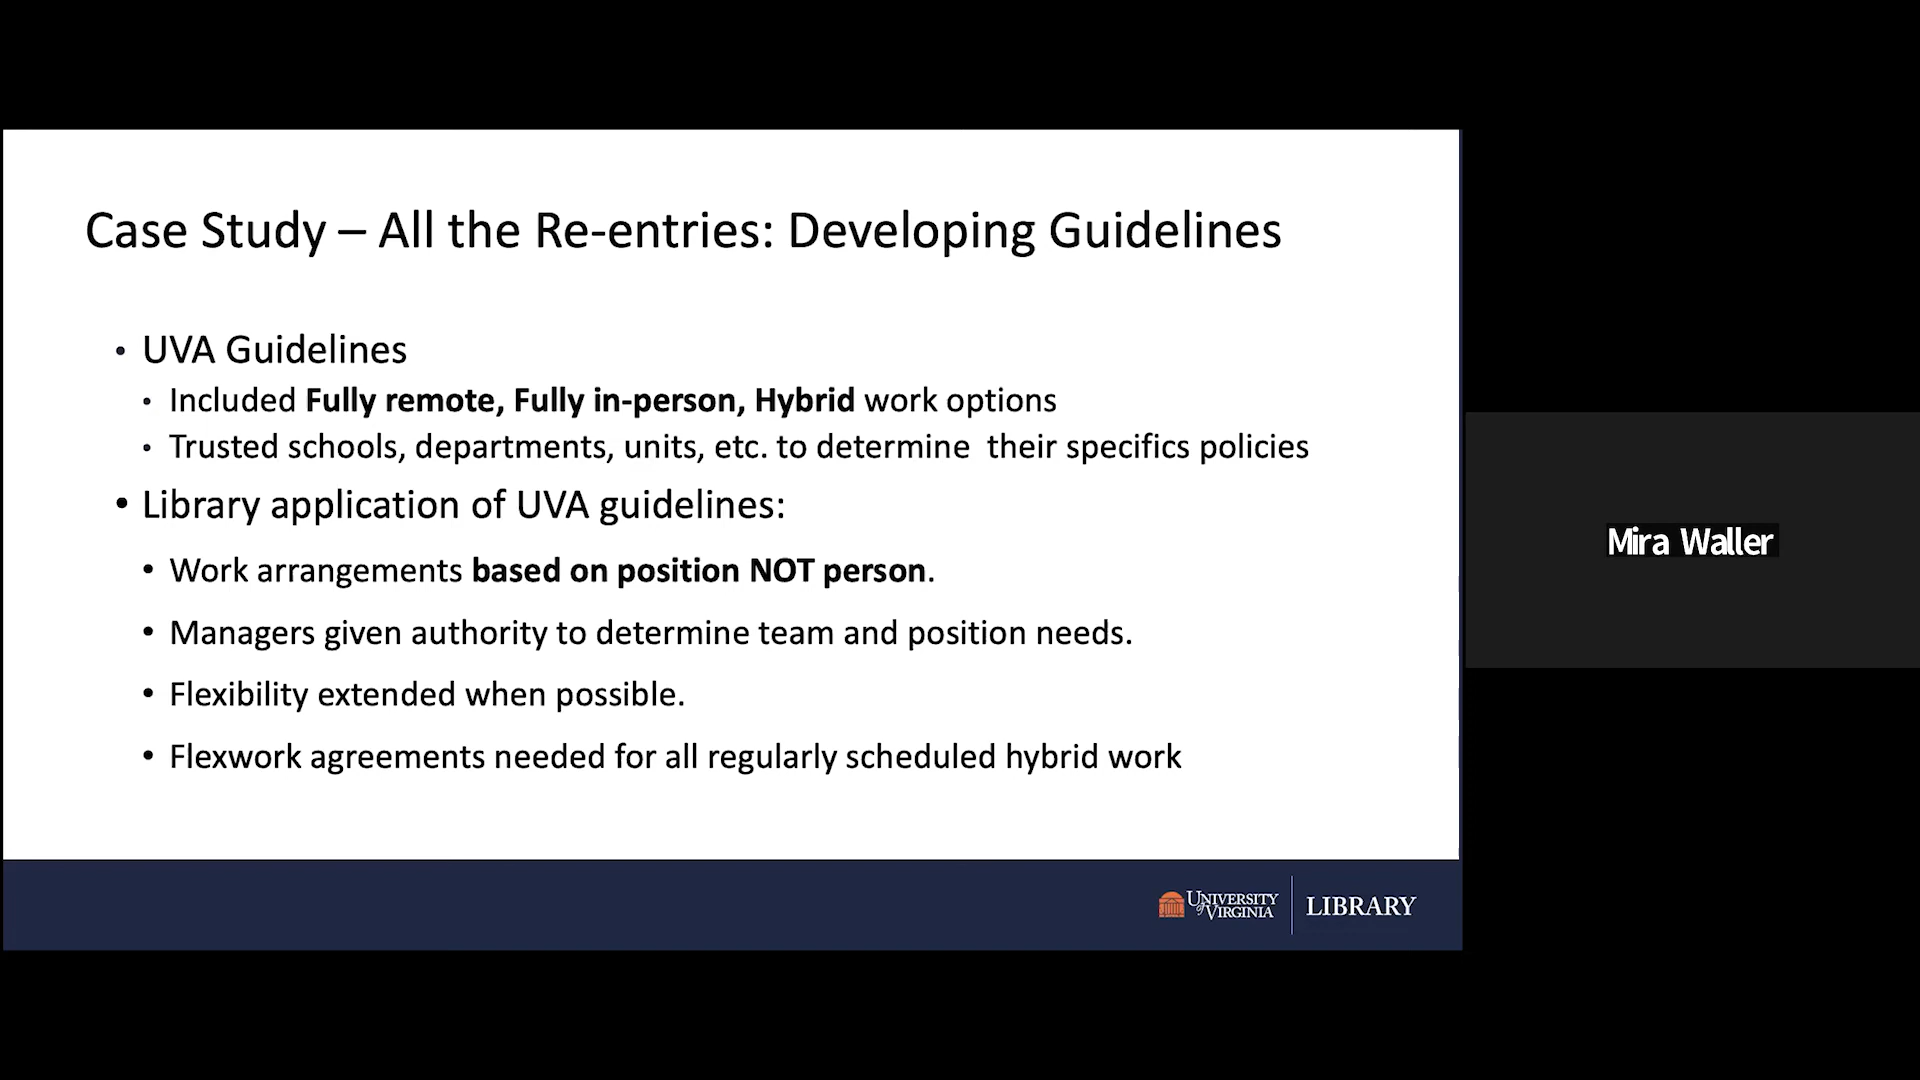 Case Study – All the Re-entries: Developing Guidelines
• UVA Guidelines
• Included Fully remote, Fully in-person, Hybrid work options
• Trusted schools, departments, units, etc. to determine  their specifics policies
• Library application of UVA guidelines:
• Work arrangements based on position NOT person.
• Managers given authority to determine team and position needs.
• Flexibility extended when possible.
• Flexwork agreements needed for all regularly scheduled hybrid work
Mira Waller
UNIVERSITY
of VIRGINIA
LIBRARY